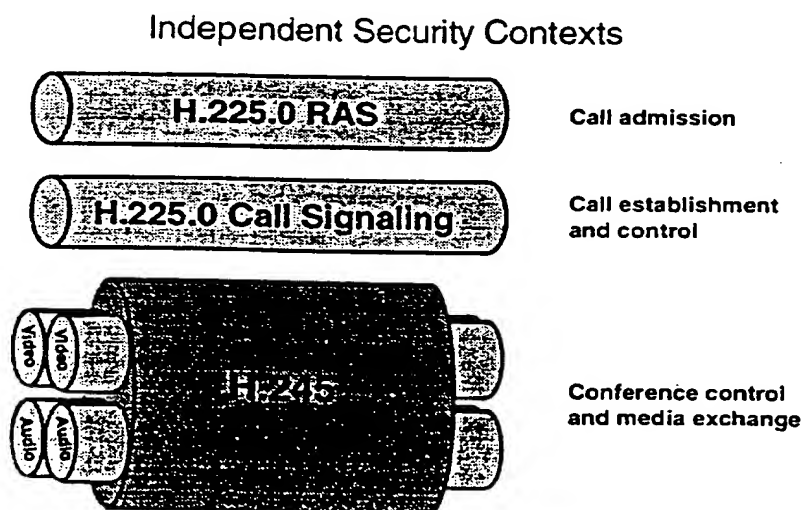 Independent Security Contexts
H.225.0 RAS
Call admission
H.225.0 Call Signaling
Call establishment
and control
Video
Video
H.245
Audio
Audio
Conference control
and media exchange